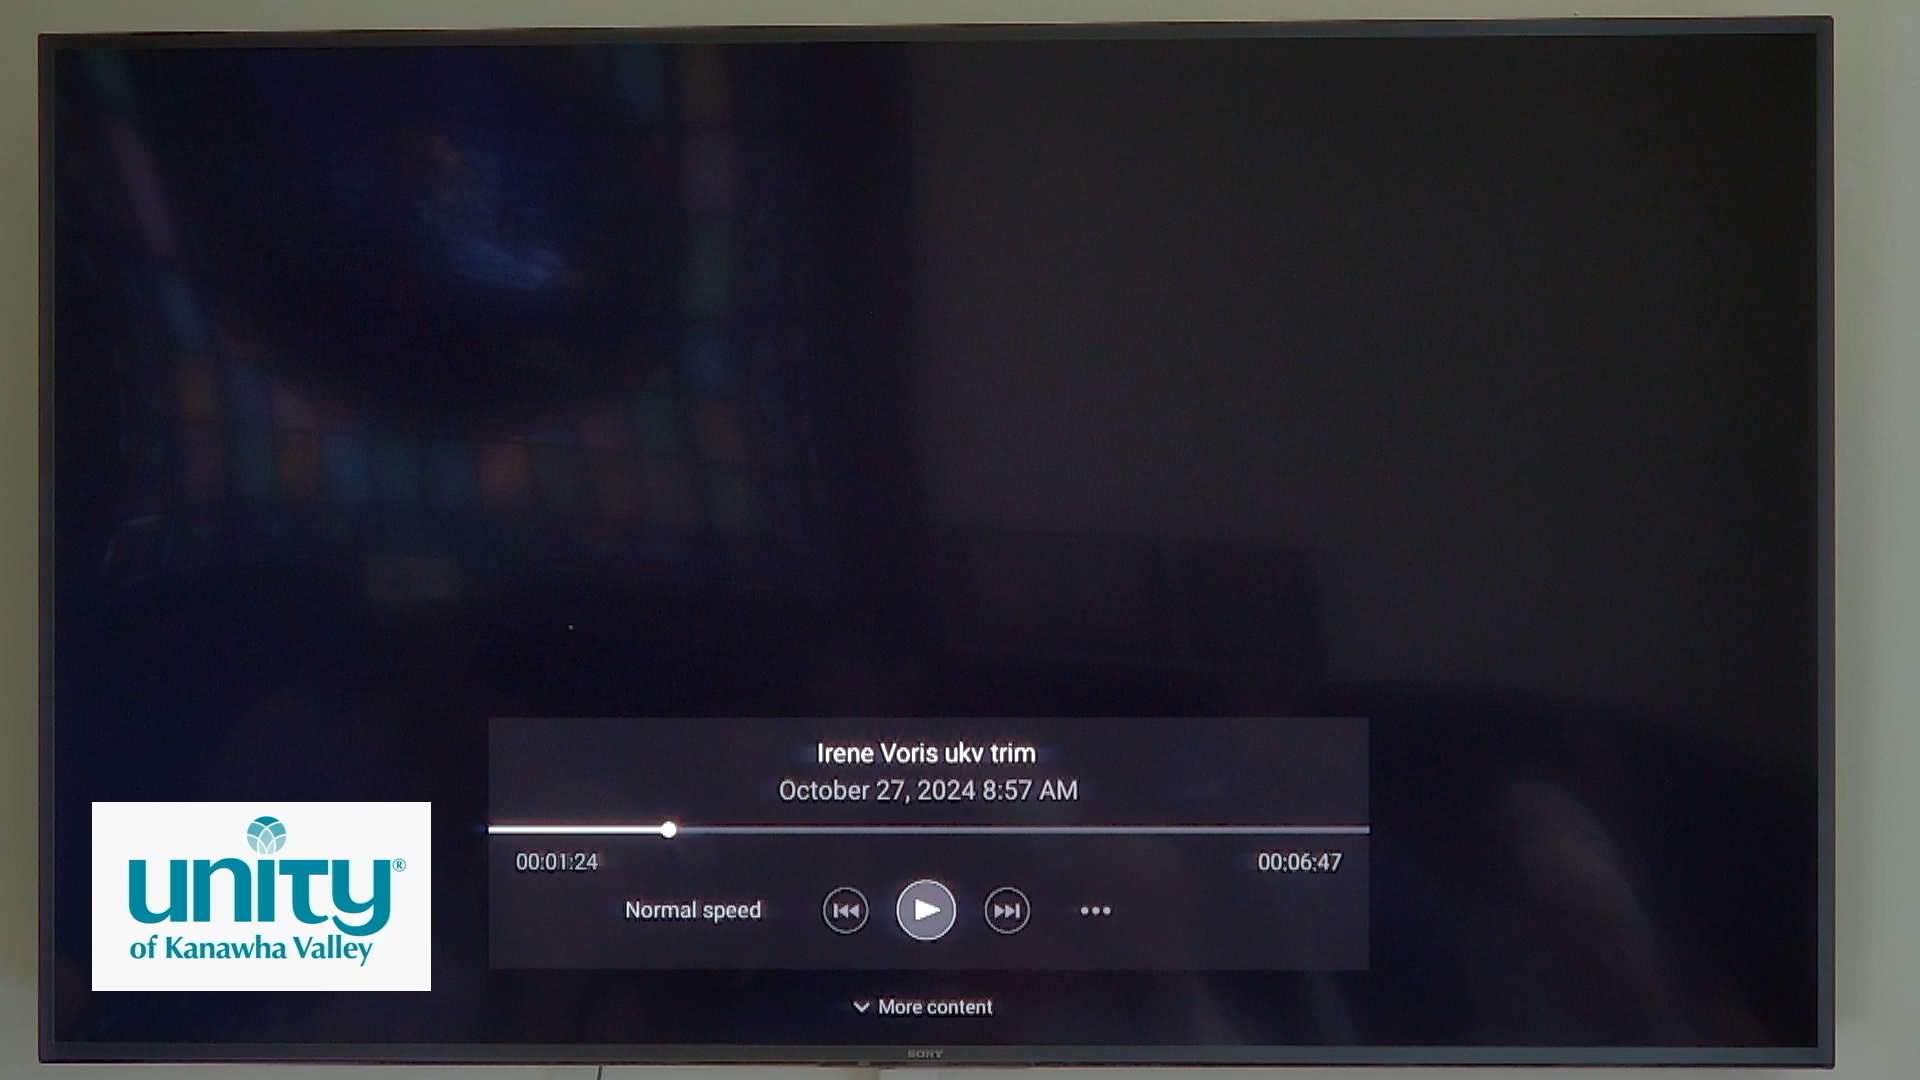 Irene Voris ukv trim
October 27, 2024 8:57 AM
00:01:24
00:06:47
Normal speed
More content
unity®
of Kanawha Valley
SONY